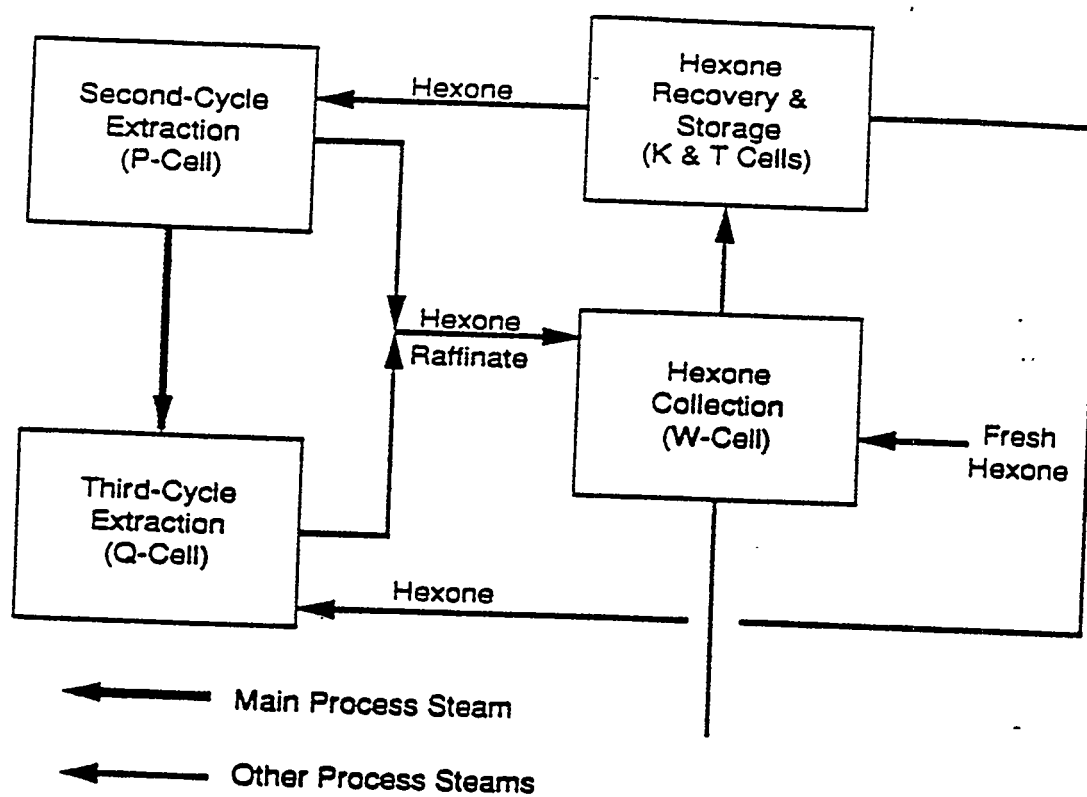 Second-Cycle
Extraction
(P-Cell)
Hexone
Hexone
Recovery &
Storage
(K & T Cells)
Hexone
Raffinate
Hexone
Collection
(W-Cell)
Fresh
Hexone
Third-Cycle
Extraction
(Q-Cell)
Hexone
Main Process Steam
Other Process Steams